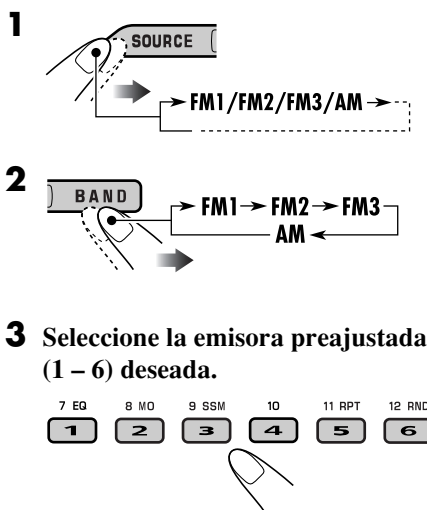 1
SOURCE
FM1/FM2/FM3/AM
2
BAND
FM1 → FM2 → FM3
AM
3 Seleccione la emisora preajustada
(1 – 6) deseada.
7 EQ 8 MO 9 SSM 10 11 RPT 12 RND
1 2 3 4 5 6